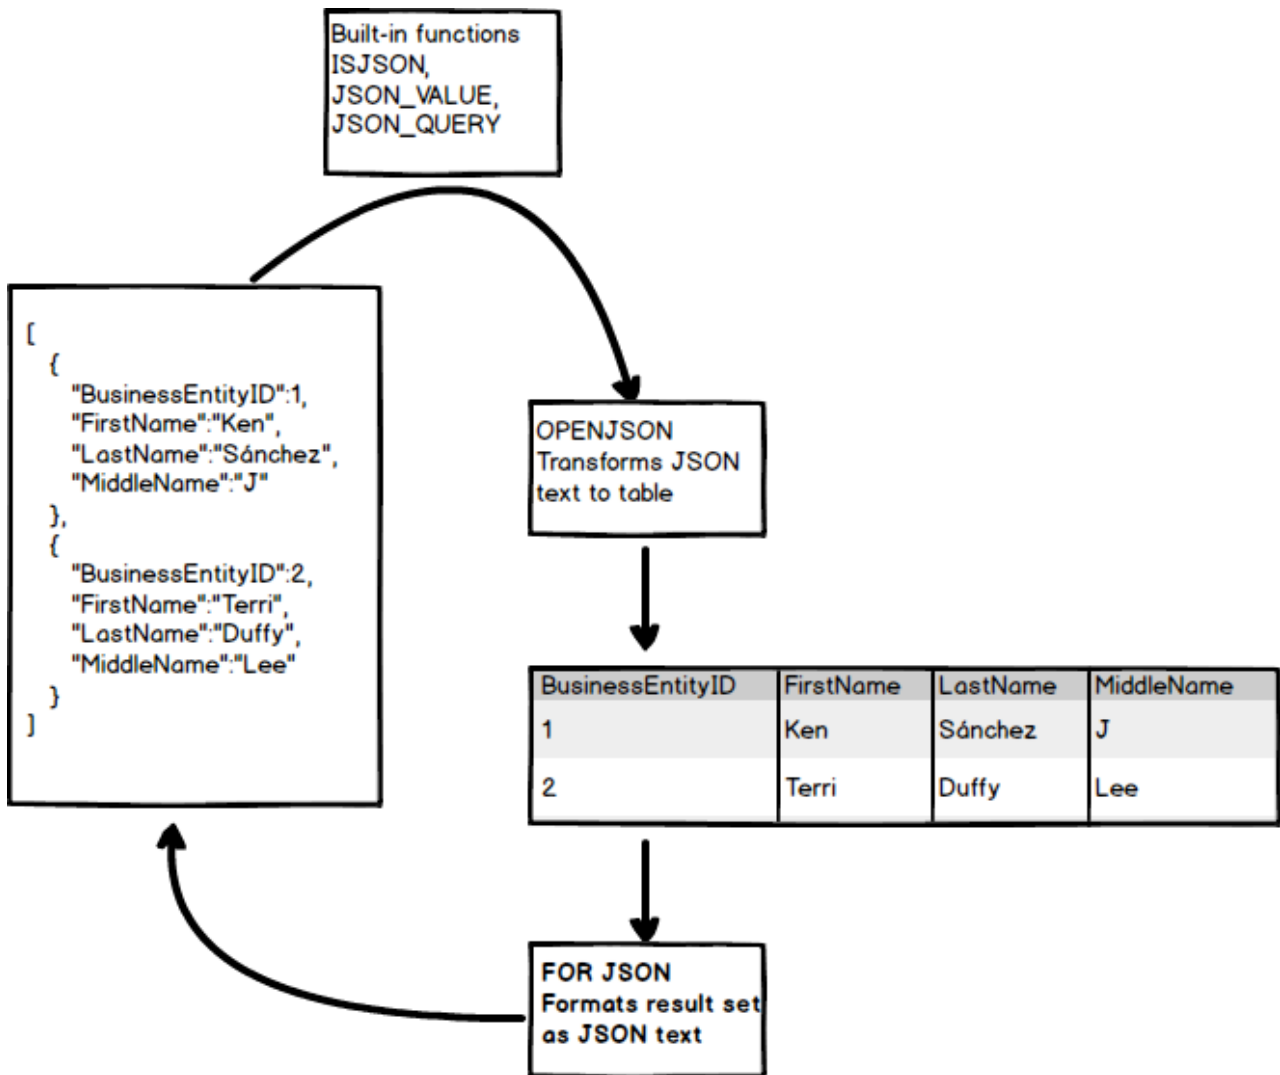 Built-in functions
ISJSON,
JSON_VALUE,
JSON_QUERY
[
{
"BusinessEntityID":1,
"FirstName":"Ken",
"LastName":"Sánchez",
"MiddleName":"J"
},
{
"BusinessEntityID":2,
"FirstName":"Terri",
"LastName":"Duffy",
"MiddleName":"Lee"
}
]
OPENJSON
Transforms JSON
text to table
BusinessEntityID FirstName LastName MiddleName
1 Ken Sánchez J
2 Terri Duffy Lee
FOR JSON
Formats result set
as JSON text